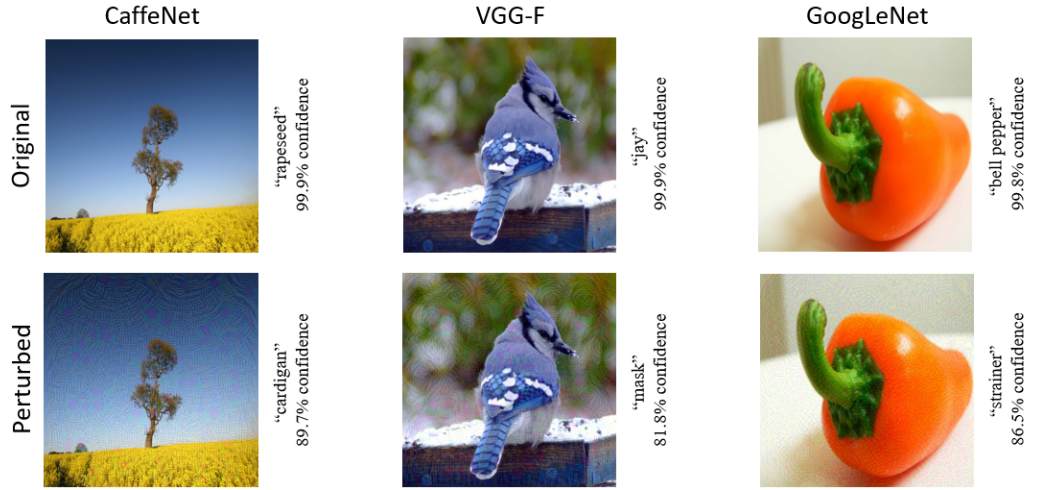 CaffeNet
VGG-F
GoogLeNet
Original
“rapeseed”
99.9% confidence
“jay”
99.9% confidence
“bell pepper”
99.8% confidence
Perturbed
“cardigan”
89.7% confidence
“mask”
81.8% confidence
“strainer”
86.5% confidence